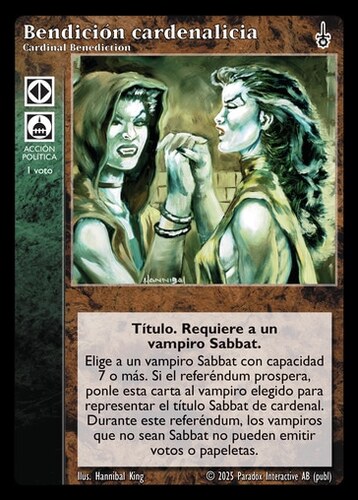 Bendición cardenalicia
Cardinal Benediction
ACCIÓN
POLÍTICA
1 voto
Hannibal
Título. Requiere a un
vampiro Sabbat.
Elige a un vampiro Sabbat con capacidad
7 o más. Si el referéndum prospera,
ponle esta carta al vampiro elegido para
representar el título Sabbat de cardenal.
Durante este referéndum, los vampiros
que no sean Sabbat no pueden emitir
votos o papeletas.
Ilus. Hannibal King
© 2025 Paradox Interactive AB (publ)